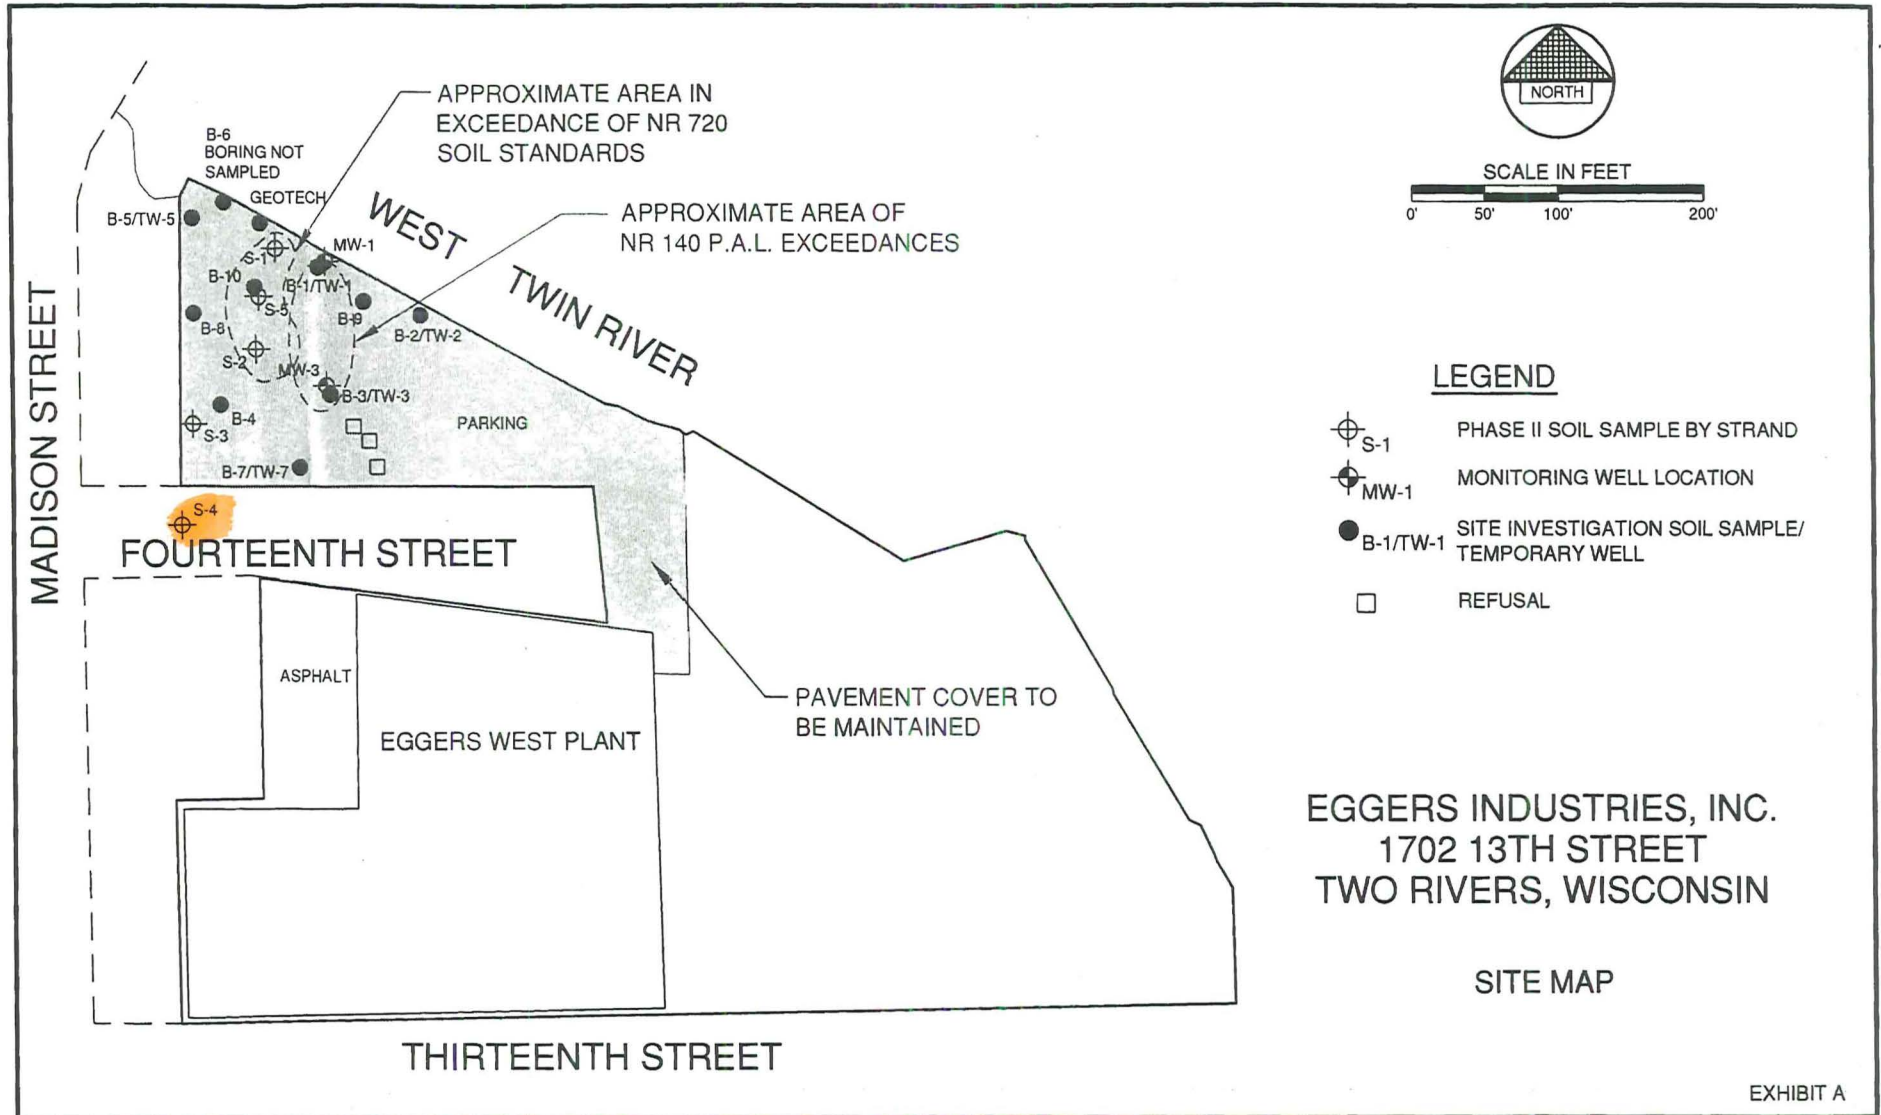 NORTH
SCALE IN FEET
0' 50' 100' 200'
APPROXIMATE AREA IN
EXCEEDANCE OF NR 720
SOIL STANDARDS
B-6
BORING NOT
SAMPLED
GEOTECH
B-5/TW-5
WEST TWIN RIVER
APPROXIMATE AREA OF
NR 140 P.A.L. EXCEEDANCES
MW-1
S-1
B-10
B-1/TW-1
S-5
B-9
B-8
B-2/TW-2
S-2
MW-3
B-3/TW-3
B-4
S-3
PARKING
B-7/TW-7
MADISON STREET
S-4
FOURTEENTH STREET
ASPHALT
EGGERS WEST PLANT
PAVEMENT COVER TO
BE MAINTAINED
THIRTEENTH STREET
LEGEND
S-1 PHASE II SOIL SAMPLE BY STRAND
MW-1 MONITORING WELL LOCATION
B-1/TW-1 SITE INVESTIGATION SOIL SAMPLE/
TEMPORARY WELL
REFUSAL
EGGERS INDUSTRIES, INC.
1702 13TH STREET
TWO RIVERS, WISCONSIN
SITE MAP
EXHIBIT A